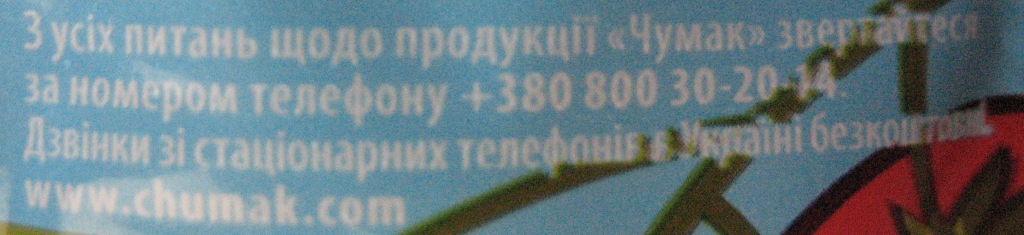 З усіх питань щодо продукції «Чумак» звертайтеся
за номером телефону +380 800 30-20-14.
Дзвінки зі стаціонарних телефонів в Україні безкоштовні.
www.chumak.com